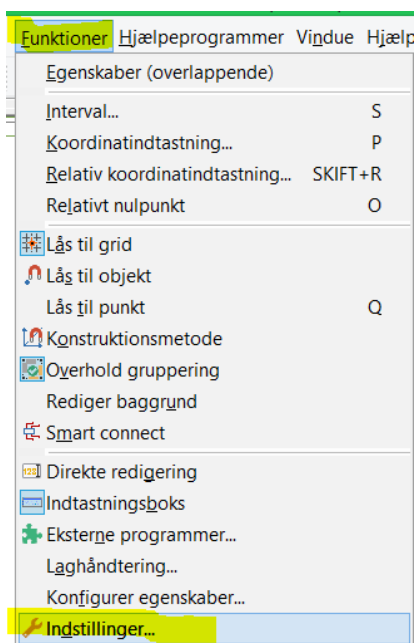 Funktioner Hjælpeprogrammer Vindue Hjælp
Egenskaber (overlappende)
Interval... S
Koordinatindtastning... P
Relativ koordinatindtastning... SKIFT+R
Relativt nulpunkt O
Lås til grid
Lås til objekt
Lås til punkt Q
Konstruktionsmetode
Overhold gruppering
Rediger baggrund
Smart connect
Direkte redigering
Indtastningsboks
Eksterne programmer...
Laghåndtering...
Konfigurer egenskaber...
Indstillinger...